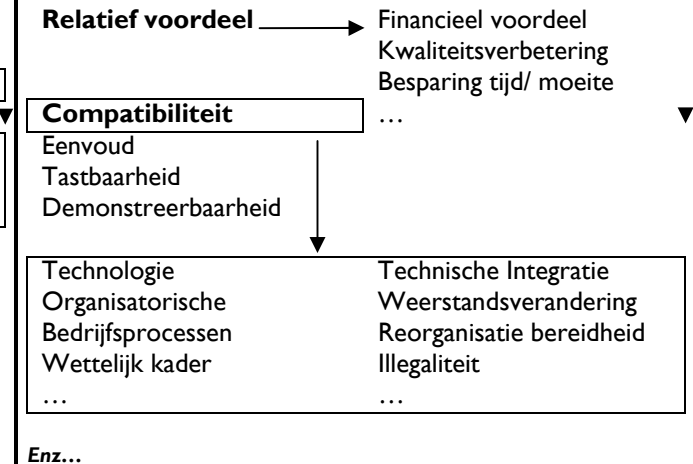 Relatief voordeel Financieel voordeel
Kwaliteitsverbetering
Besparing tijd/ moeite
Compatibiliteit …
Eenvoud
Tastbaarheid
Demonstreerbaarheid
Technologie Technische Integratie
Organisatorische Weerstandsverandering
Bedrijfsprocessen Reorganisatie bereidheid
Wettelijk kader Illegaliteit
… …
Enz…